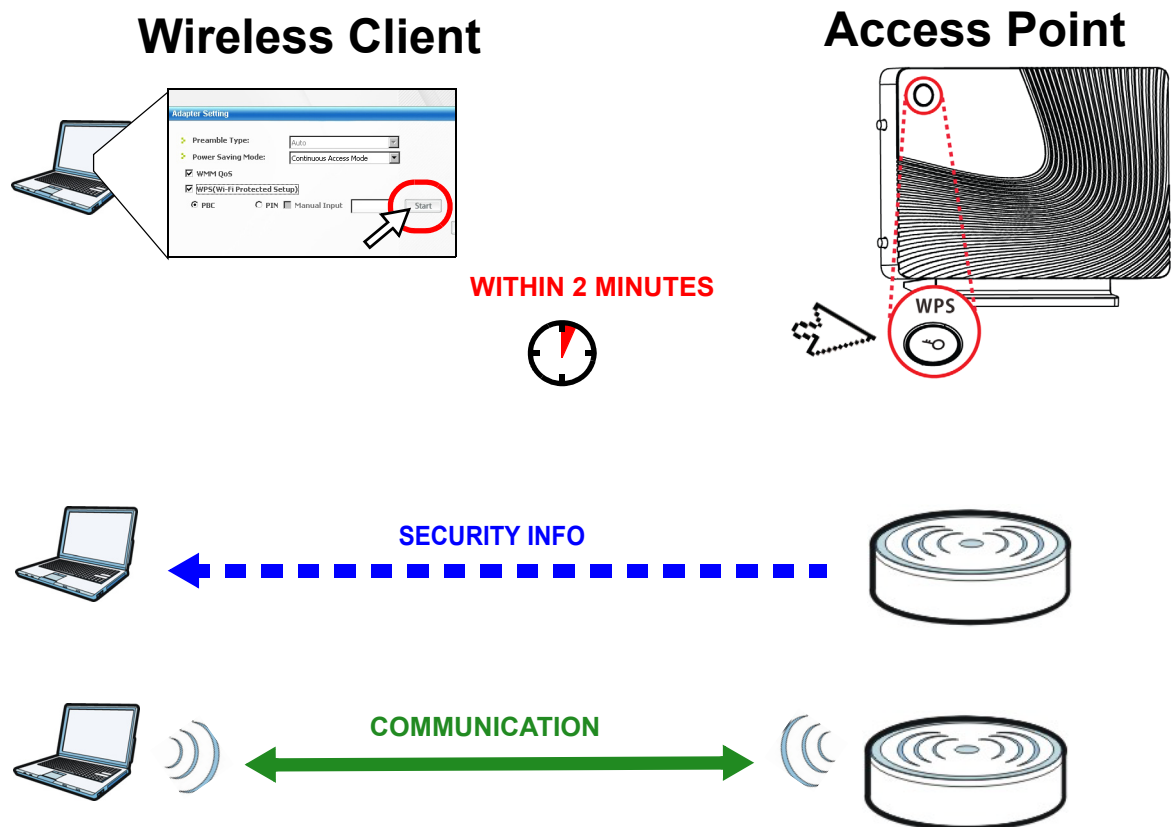 Wireless Client
Access Point
Adapter Setting
Preamble Type:
Auto
Power Saving Mode:
Continuous Access Mode
WMM QoS
WPS(Wi-Fi Protected Setup)
PBC
PIN
Manual Input
Start
WITHIN 2 MINUTES
WPS
SECURITY INFO
COMMUNICATION